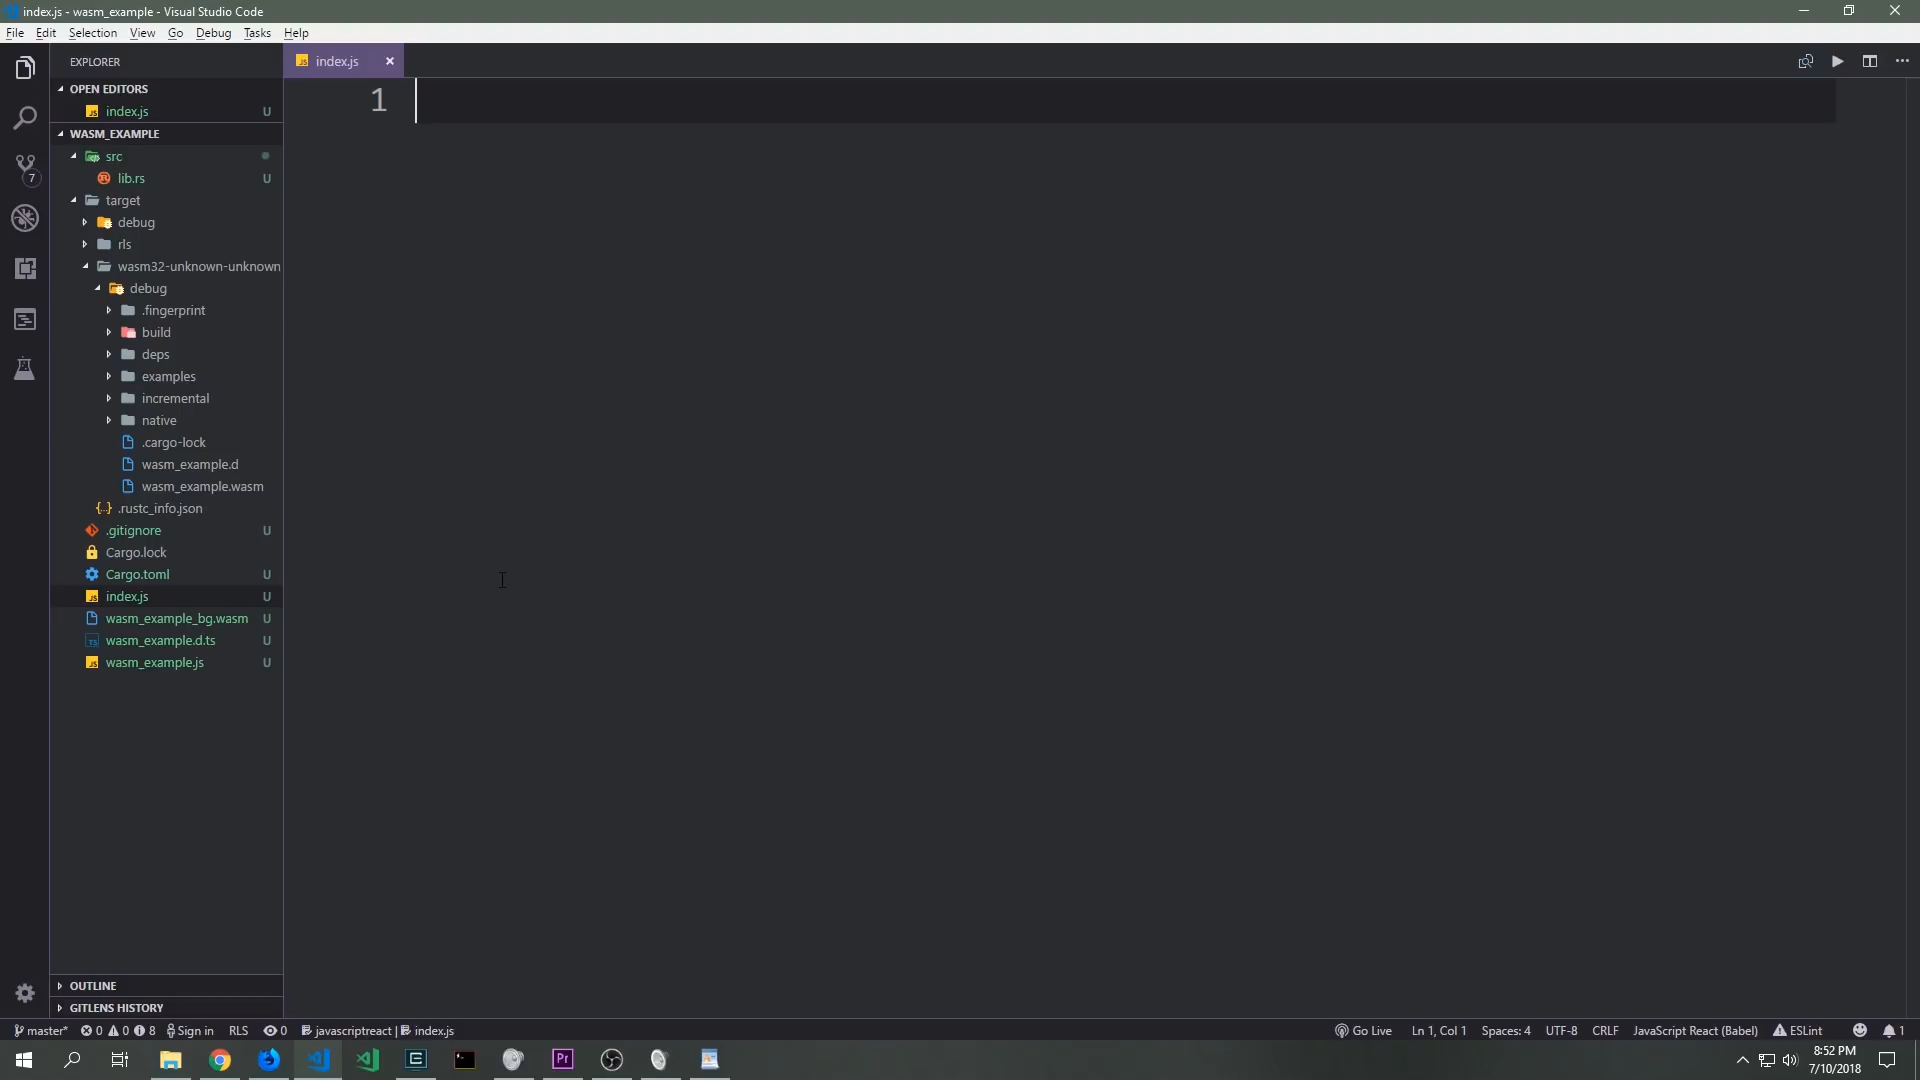 index.js - wasm_example - Visual Studio Code
File Edit Selection View Go Debug Tasks Help
EXPLORER
index.js
OPEN EDITORS
index.js U
WASM_EXAMPLE
src
lib.rs U
target
debug
rls
wasm32-unknown-unknown
debug
.fingerprint
build
deps
examples
incremental
native
.cargo-lock
wasm_example.d
wasm_example.wasm
.rustc_info.json
.gitignore U
Cargo.lock
Cargo.toml U
index.js U
wasm_example_bg.wasm U
wasm_example.d.ts U
wasm_example.js U
OUTLINE
GITLENS HISTORY
7
1
master* 0 0 8 Sign in RLS 0 javascriptreact | index.js
Go Live Ln 1, Col 1 Spaces: 4 UTF-8 CRLF JavaScript React (Babel) ESLint 1
Pr
8:52 PM
7/10/2018